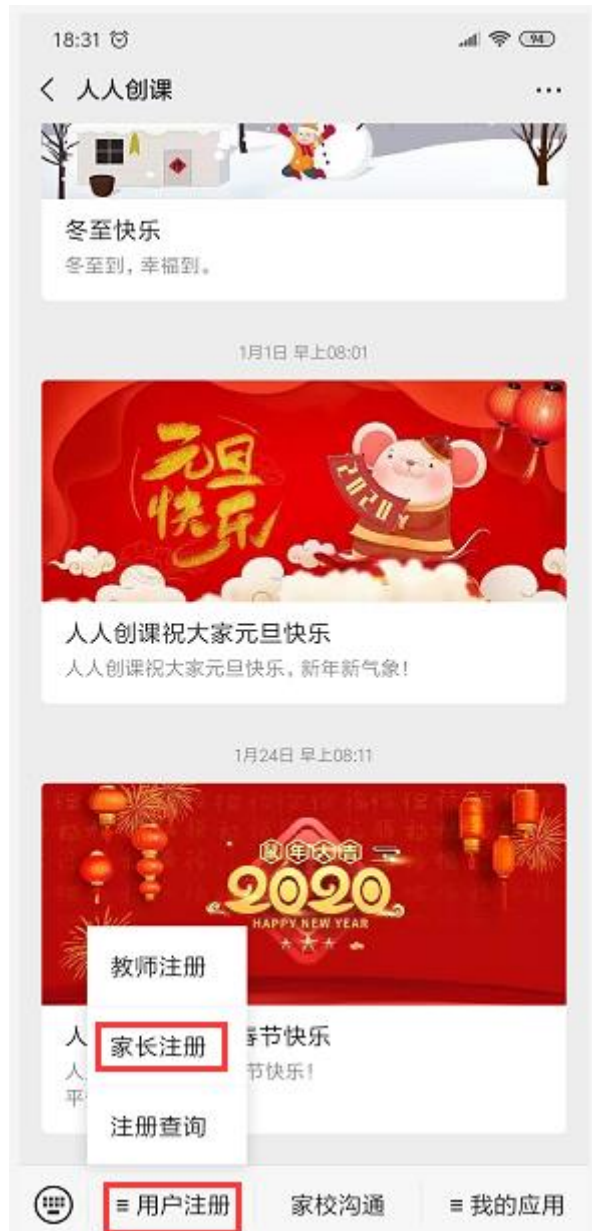 18:31
94
人人创课
冬至快乐
冬至到，幸福到。
1月1日 早上08:01
元旦
快乐
2020
人人创课祝大家元旦快乐
人人创课祝大家元旦快乐，新年新气象！
1月24日 早上08:11
鼠年大吉
2020
HAPPY NEW YEAR
教师注册
人
春节快乐
家长注册
人
节快乐！
平
注册查询
≡ 用户注册
家校沟通
≡ 我的应用